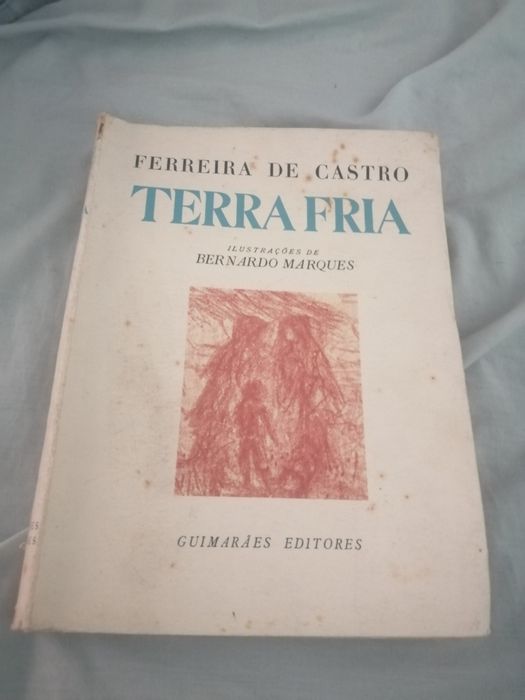 FERREIRA DE CASTRO
TERRA FRIA
ILUSTRAÇÕES DE
BERNARDO MARQUES
GUIMARÃES EDITORES